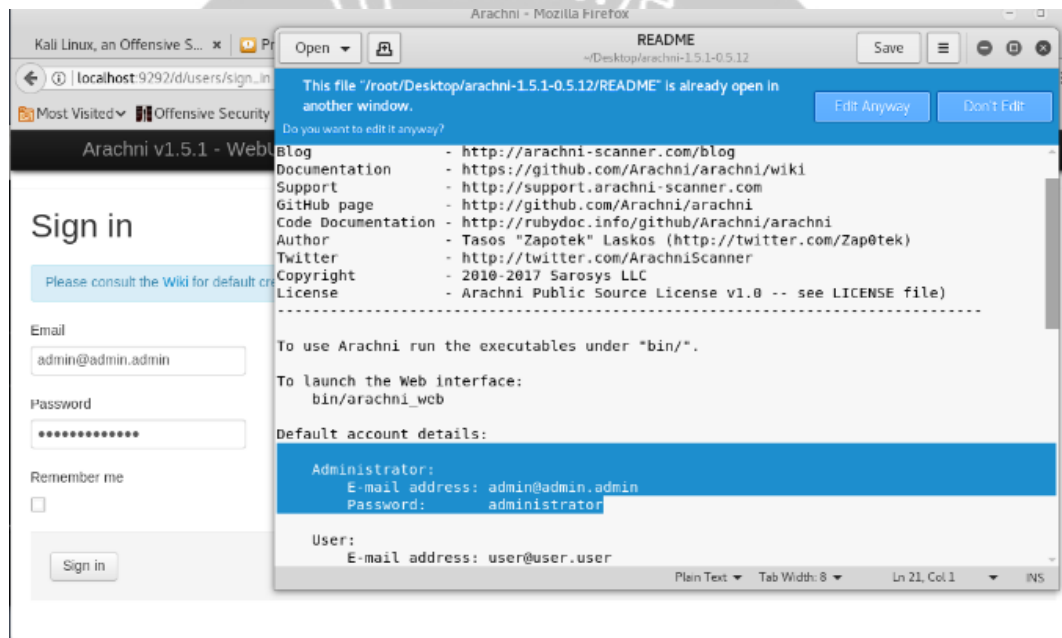 Arachni - Mozilla Firefox
Kali Linux, an Offensive S... ×
Pr
localhost:9292/d/users/sign_in
Most Visited
Offensive Security
Arachni v1.5.1 - WebU
Sign in
Please consult the Wiki for default cre
Email
admin@admin.admin
Password
•••••••••••••
Remember me
Sign in
Open
README
~/Desktop/arachni-1.5.1-0.5.12
Save
This file "/root/Desktop/arachni-1.5.1-0.5.12/README" is already open in
another window.
Do you want to edit it anyway?
Edit Anyway
Don't Edit
Blog - http://arachni-scanner.com/blog
Documentation - https://github.com/Arachni/arachni/wiki
Support - http://support.arachni-scanner.com
GitHub page - http://github.com/Arachni/arachni
Code Documentation - http://rubydoc.info/github/Arachni/arachni
Author - Tasos "Zapotek" Laskos (http://twitter.com/Zap0tek)
Twitter - http://twitter.com/ArachniScanner
Copyright - 2010-2017 Sarosys LLC
License - Arachni Public Source License v1.0 -- see LICENSE file)
--------------------------------------------------------------------------------
To use Arachni run the executables under "bin/".
To launch the Web interface:
bin/arachni_web
Default account details:
Administrator:
E-mail address: admin@admin.admin
Password: administrator
User:
E-mail address: user@user.user
Plain Text
Tab Width: 8
Ln 21, Col 1
INS